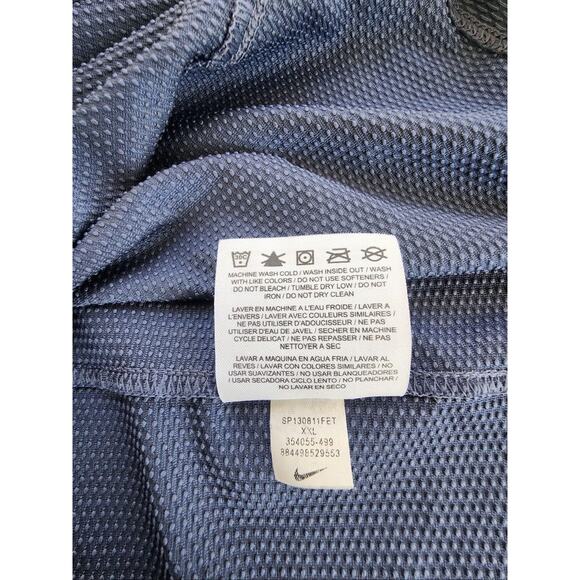 30C
MACHINE WASH COLD / WASH INSIDE OUT / WASH
WITH LIKE COLORS / DO NOT USE SOFTENERS /
DO NOT BLEACH / TUMBLE DRY LOW / DO NOT
IRON / DO NOT DRY CLEAN
LAVER EN MACHINE A L'EAU FROIDE / LAVER A
L'ENVERS / LAVER AVEC COULEURS SIMILAIRES /
NE PAS UTILISER D'ADOUCISSEUR / NE PAS
UTILISER D'EAU DE JAVEL / SECHER EN MACHINE
CYCLE DELICAT / NE PAS REPASSER / NE PAS
NETTOYER A SEC
LAVAR A MAQUINA EN AGUA FRIA / LAVAR AL
REVES / LAVAR CON COLORES SIMILARES / NO
USAR SUAVIZANTES / NO USAR BLANQUEADORES
/ USAR SECADORA CICLO LENTO / NO PLANCHAR /
NO LAVAR EN SECO
SP130811FET
XXL
354055-499
884498529553